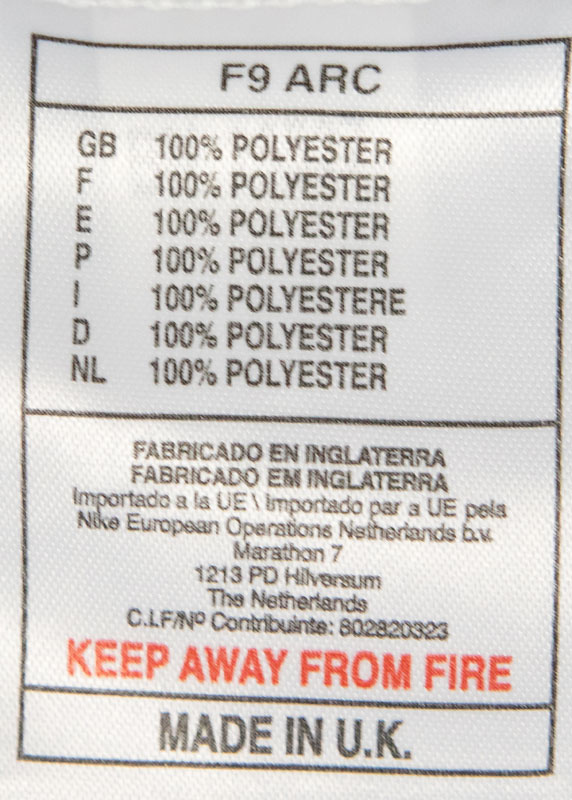 F9 ARC
GB 100% POLYESTER
F 100% POLYESTER
E 100% POLYESTER
P 100% POLYESTER
I 100% POLYESTERE
D 100% POLYESTER
NL 100% POLYESTER
FABRICADO EN INGLATERRA
FABRICADO EM INGLATERRA
Importado a la UE \ Importado par a UE pela
Nike European Operations Netherlands b.v.
Marathon 7
1213 PD Hilversum
The Netherlands
C.I.F/Nº Contribuinte: 802820323
KEEP AWAY FROM FIRE
MADE IN U.K.